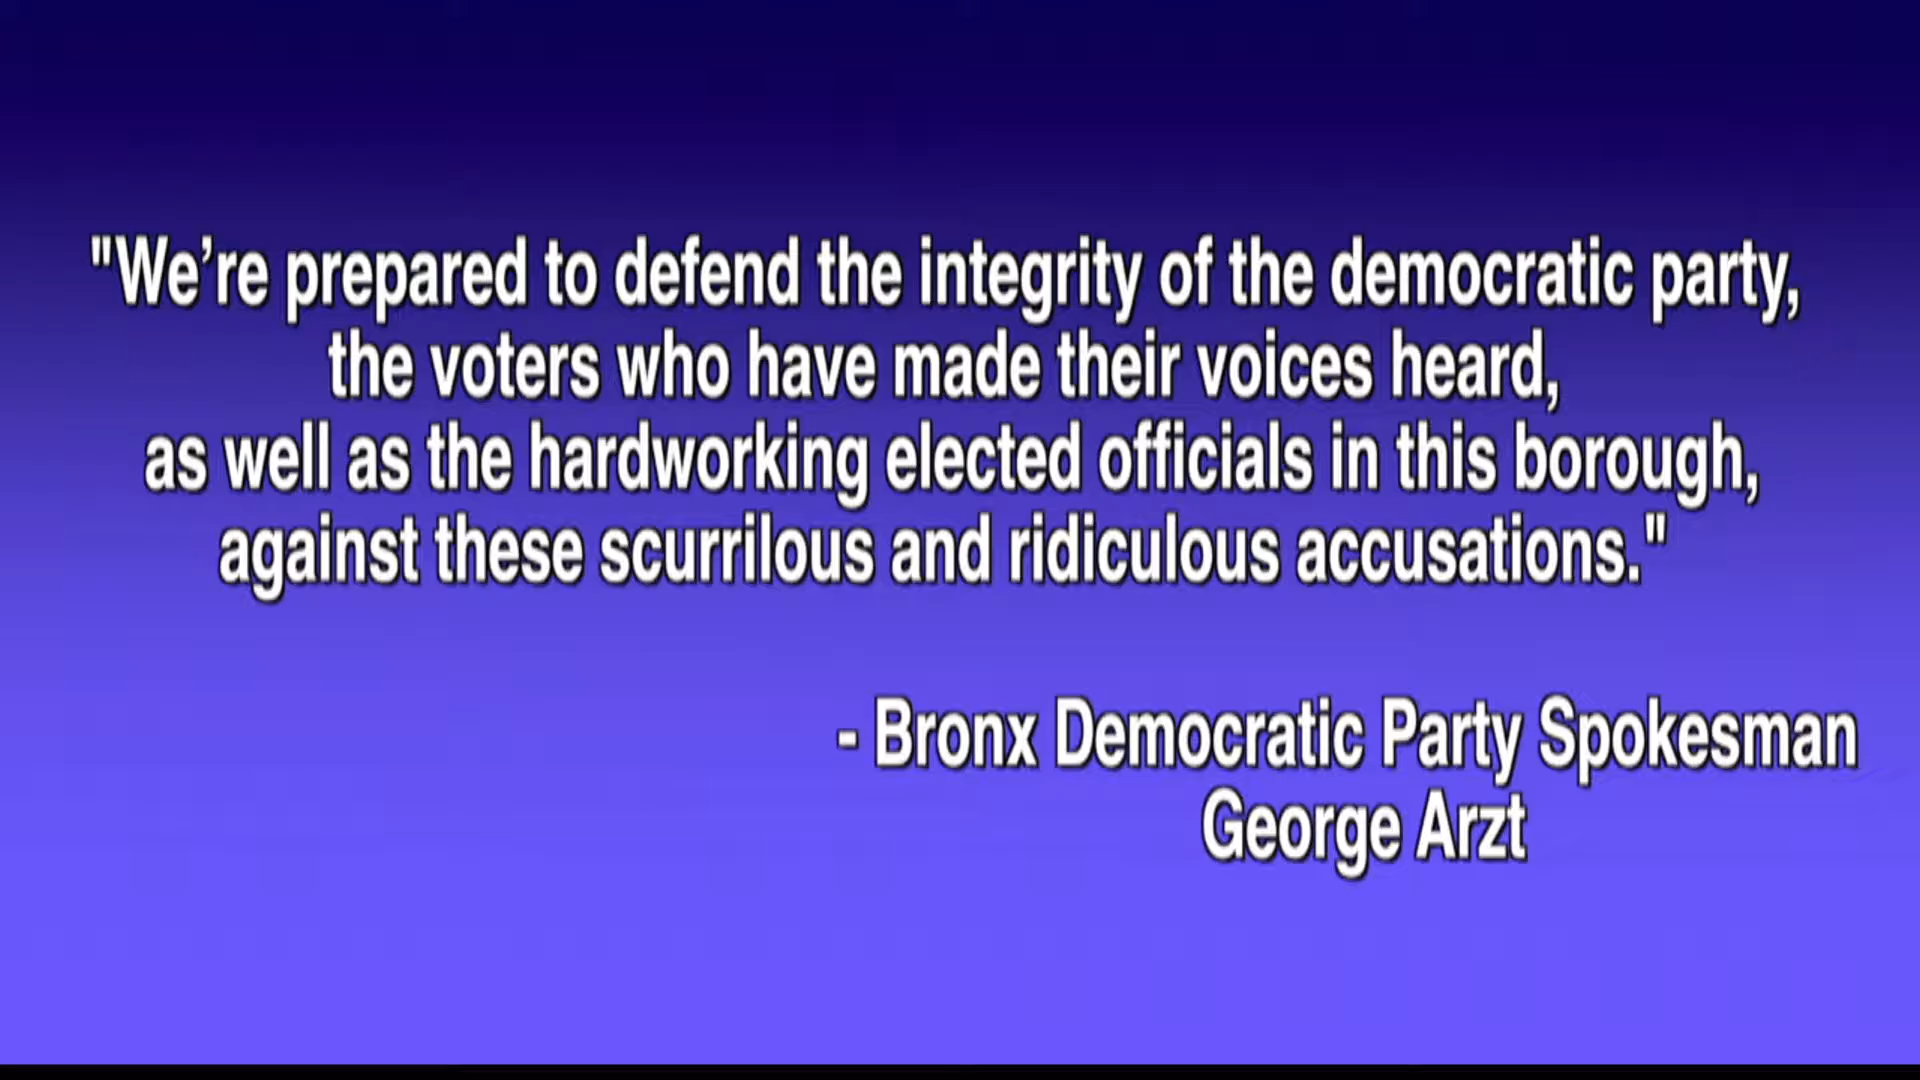 "We’re prepared to defend the integrity of the democratic party,
the voters who have made their voices heard,
as well as the hardworking elected officials in this borough,
against these scurrilous and ridiculous accusations."
- Bronx Democratic Party Spokesman
George Arzt